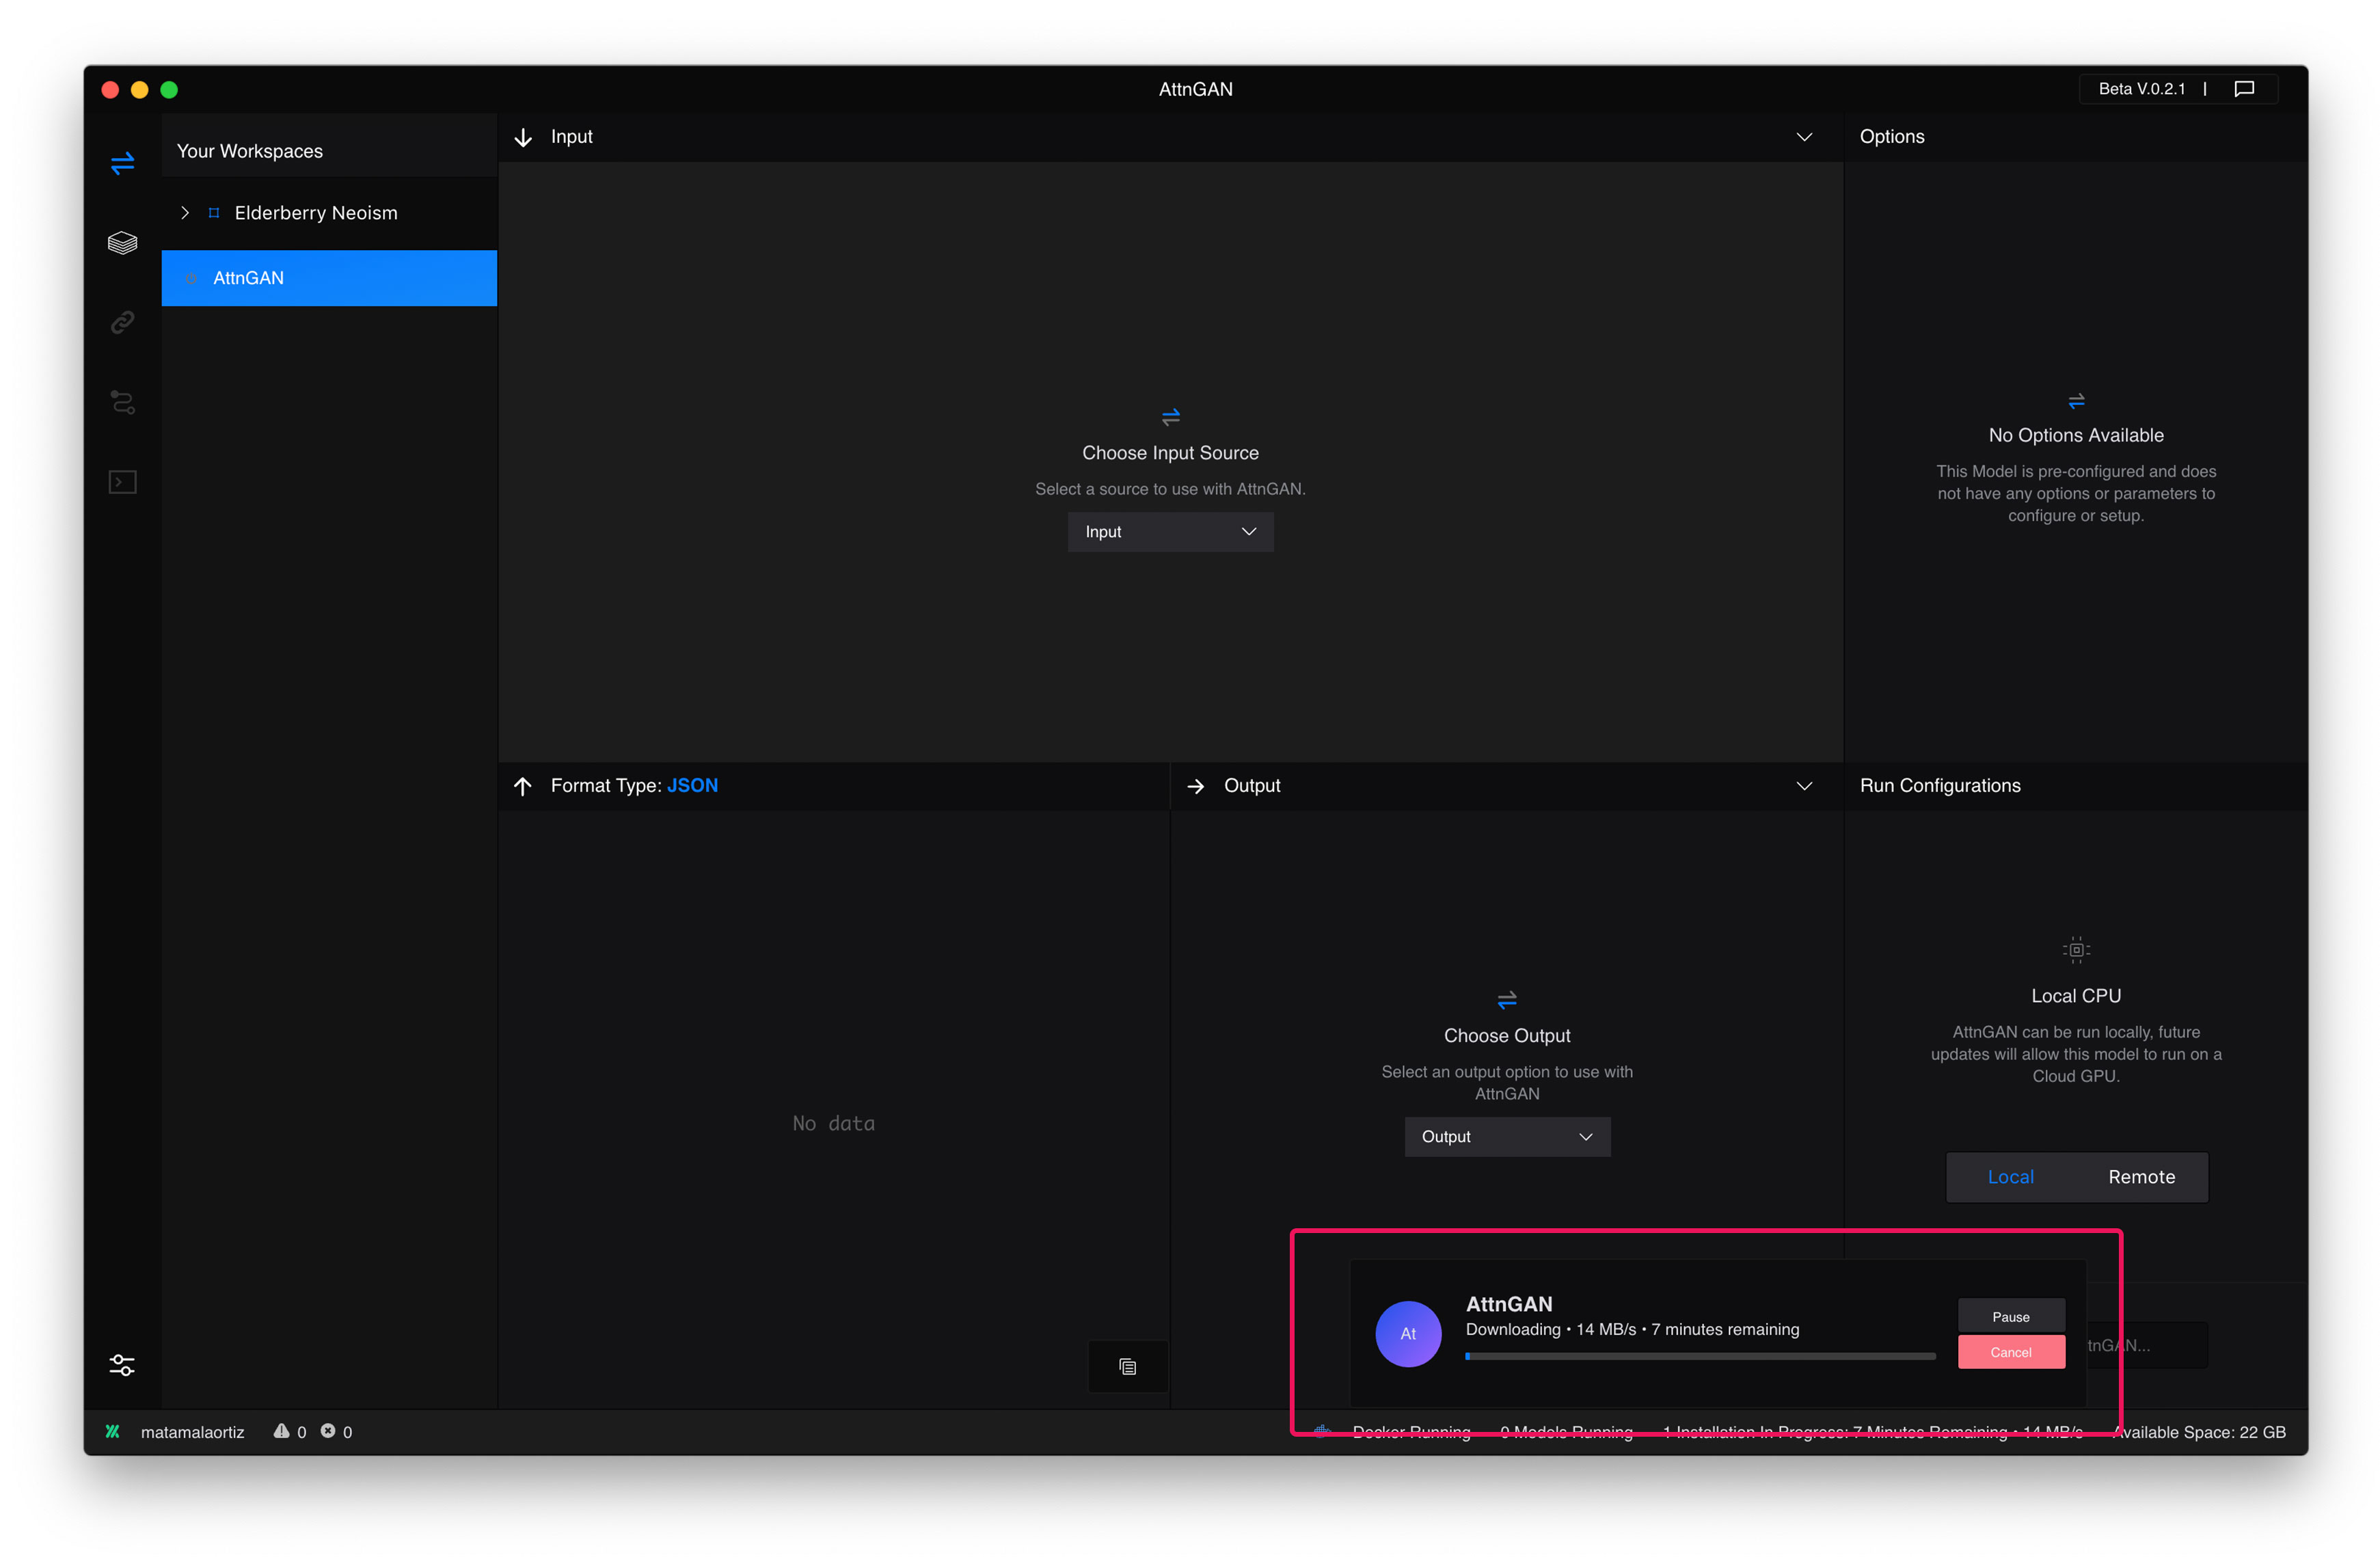 AttnGAN
Beta V.0.2.1 |
Your Workspaces
Elderberry Neoism
AttnGAN
Input
Choose Input Source
Select a source to use with AttnGAN.
Input
Options
No Options Available
This Model is pre-configured and does
not have any options or parameters to
configure or setup.
Format Type: JSON
No data
Output
Choose Output
Select an output option to use with
AttnGAN
Output
Run Configurations
Local CPU
AttnGAN can be run locally, future
updates will allow this model to run on a
Cloud GPU.
Local Remote
At
AttnGAN
Downloading • 14 MB/s • 7 minutes remaining
Pause
Cancel
tnGAN...
matamalaortiz 0 0
Docker Running 0 Models Running 1 Installation In Progress: 7 Minutes Remaining • 14 MB/s Available Space: 22 GB